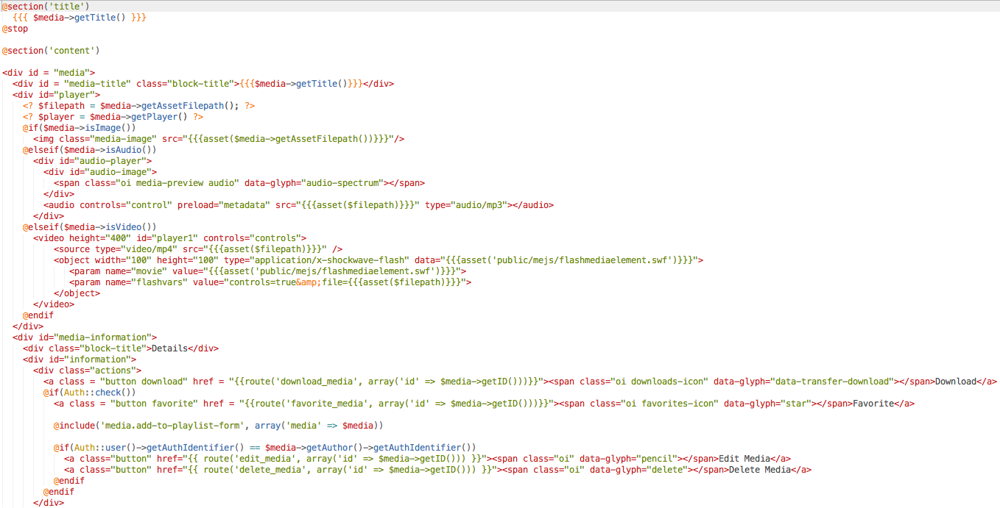 @section('title')
{{{ $media->getTitle() }}}
@stop
@section('content')
<div id = "media">
<div id = "media-title" class="block-title">{{{$media->getTitle()}}}</div>
<div id="player">
<? $filepath = $media->getAssetFilepath(); ?>
<? $player = $media->getPlayer() ?>
@if($media->isImage())
<img class="media-image" src="{{{asset($media->getAssetFilepath())}}}"/>
@elseif($media->isAudio())
<div id="audio-player">
<div id="audio-image">
<span class="oi media-preview audio" data-glyph="audio-spectrum"></span>
</div>
<audio controls="control" preload="metadata" src="{{{asset($filepath)}}}" type="audio/mp3"></audio>
</div>
@elseif($media->isVideo())
<video height="400" id="player1" controls="controls">
<source type="video/mp4" src="{{{asset($filepath)}}}" />
<object width="100" height="100" type="application/x-shockwave-flash" data="{{{asset('public/mejs/flashmediaelement.swf')}}}">
<param name="movie" value="{{{asset('public/mejs/flashmediaelement.swf')}}}">
<param name="flashvars" value="controls=true&amp;file={{{asset($filepath)}}}">
</object>
</video>
@endif
</div>
<div id="media-information">
<div class="block-title">Details</div>
<div id="information">
<div class="actions">
<a class = "button download" href = "{{route('download_media', array('id' => $media->getID()))}}"><span class="oi downloads-icon" data-glyph="data-transfer-download"></span>Download</a>
@if(Auth::check())
<a class = "button favorite" href = "{{route('favorite_media', array('id' => $media->getID()))}}"><span class="oi favorites-icon" data-glyph="star"></span>Favorite</a>
@include('media.add-to-playlist-form', array('media' => $media))
@if(Auth::user()->getAuthIdentifier() == $media->getAuthor()->getAuthIdentifier())
<a class="button" href="{{ route('edit_media', array('id' => $media->getID())) }}"><span class="oi" data-glyph="pencil"></span>Edit Media</a>
<a class="button" href="{{ route('delete_media', array('id' => $media->getID())) }}"><span class="oi" data-glyph="delete"></span>Delete Media</a>
@endif
@endif
</div>